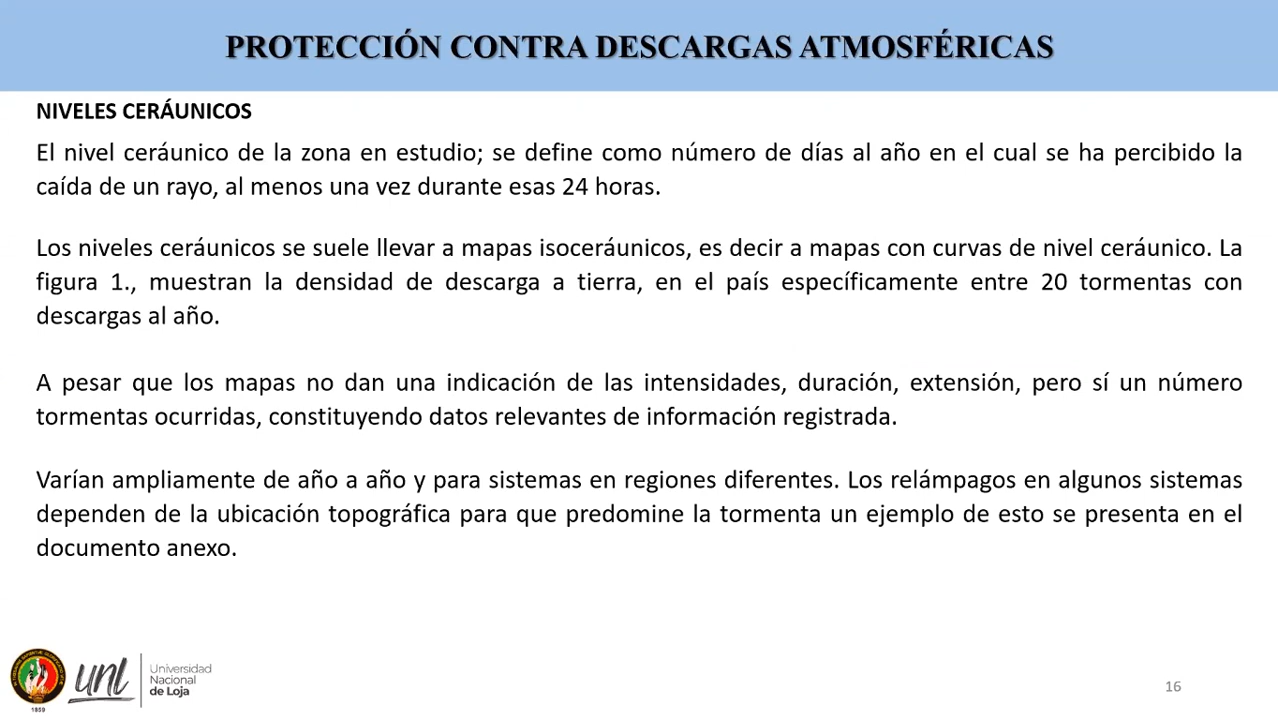 PROTECCIÓN CONTRA DESCARGAS ATMOSFÉRICAS
NIVELES CERÁUNICOS
El nivel ceráunico de la zona en estudio; se define como número de días al año en el cual se ha percibido la
caída de un rayo, al menos una vez durante esas 24 horas.
Los niveles ceráunicos se suele llevar a mapas isoceráunicos, es decir a mapas con curvas de nivel ceráunico. La
figura 1., muestran la densidad de descarga a tierra, en el país específicamente entre 20 tormentas con
descargas al año.
A pesar que los mapas no dan una indicación de las intensidades, duración, extensión, pero sí un número
tormentas ocurridas, constituyendo datos relevantes de información registrada.
Varían ampliamente de año a año y para sistemas en regiones diferentes. Los relámpagos en algunos sistemas
dependen de la ubicación topográfica para que predomine la tormenta un ejemplo de esto se presenta en el
documento anexo.
1859
unl
Universidad
Nacional
de Loja
16